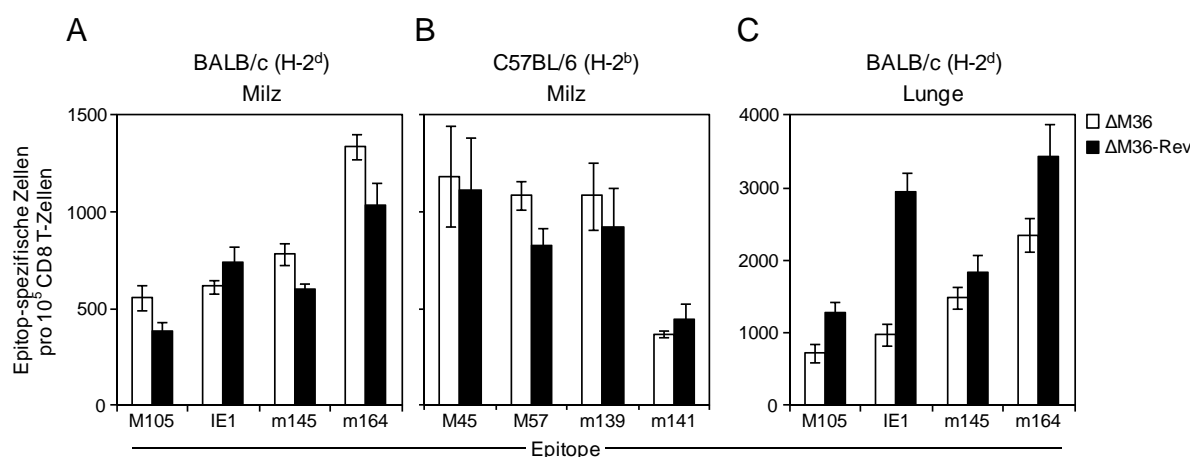 A
BALB/c (H-2ᵈ)
Milz
B
C57BL/6 (H-2ᵇ)
Milz
C
BALB/c (H-2ᵈ)
Lunge
Epitop-spezifische Zellen
pro 10⁵ CD8 T-Zellen
1500
1000
500
0
4000
3000
2000
1000
0
ΔM36
ΔM36-Rev
M105 IE1 m145 m164
M45 M57 m139 m141
M105 IE1 m145 m164
Epitope